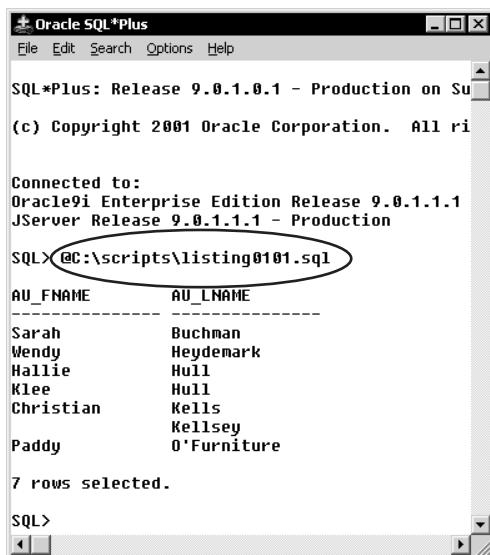 Oracle SQL*Plus
File Edit Search Options Help
SQL*Plus: Release 9.0.1.0.1 - Production on Su
(c) Copyright 2001 Oracle Corporation.  All ri
Connected to:
Oracle9i Enterprise Edition Release 9.0.1.1.1
JServer Release 9.0.1.1.1 - Production
SQL> @C:\scripts\listing0101.sql
AU_FNAME        AU_LNAME
--------------- ---------------
Sarah           Buchman
Wendy           Heydemark
Hallie          Hull
Klee            Hull
Christian       Kells
                Kellsey
Paddy           O'Furniture
7 rows selected.
SQL>